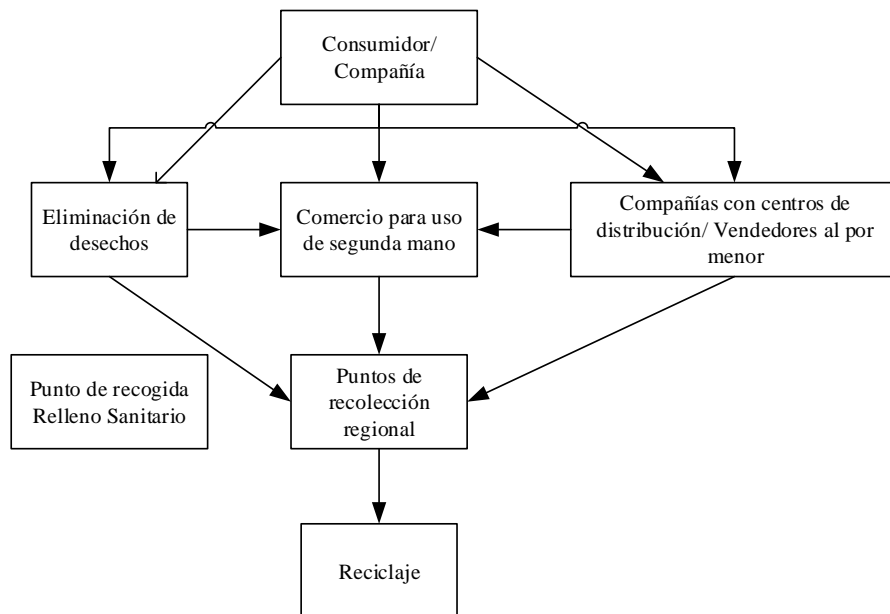 Consumidor/
Compañía
Eliminación de
desechos
Comercio para uso
de segunda mano
Compañías con centros de
distribución/ Vendedores al por
menor
Punto de recogida
Relleno Sanitario
Puntos de
recolección
regional
Reciclaje